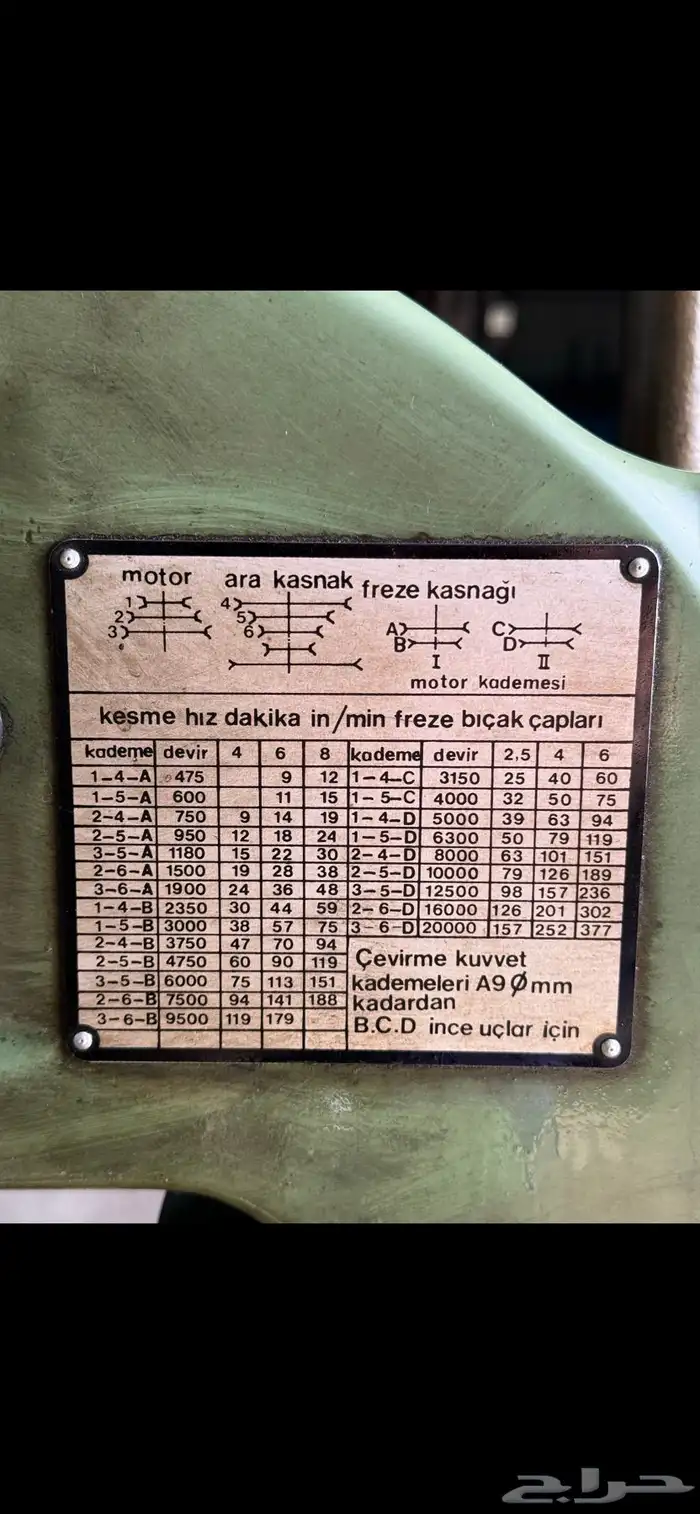 motor ara kasnak freze kasnağı
1 4
2 5 A C
3 6 B D
I II
motor kademesi
kesme hız dakika in/min freze bıçak çapları
kademe devir 4 6 8 kademe devir 2,5 4 6
1-4-A 475 9 12 1-4-C 3150 25 40 60
1-5-A 600 11 15 1-5-C 4000 32 50 75
2-4-A 750 9 14 19 1-4-D 5000 39 63 94
2-5-A 950 12 18 24 1-5-D 6300 50 79 119
3-5-A 1180 15 22 30 2-4-D 8000 63 101 151
2-6-A 1500 19 28 38 2-5-D 10000 79 126 189
3-6-A 1900 24 36 48 3-5-D 12500 98 157 236
1-4-B 2350 30 44 59 2-6-D 16000 126 201 302
1-5-B 3000 38 57 75 3-6-D 20000 157 252 377
2-4-B 3750 47 70 94
2-5-B 4750 60 90 119
3-5-B 6000 75 113 151
2-6-B 7500 94 141 188
3-6-B 9500 119 179
Çevirme kuvvet
kademeleri A9 Ø mm
kadardan
B.C.D ince uçlar için
حراج